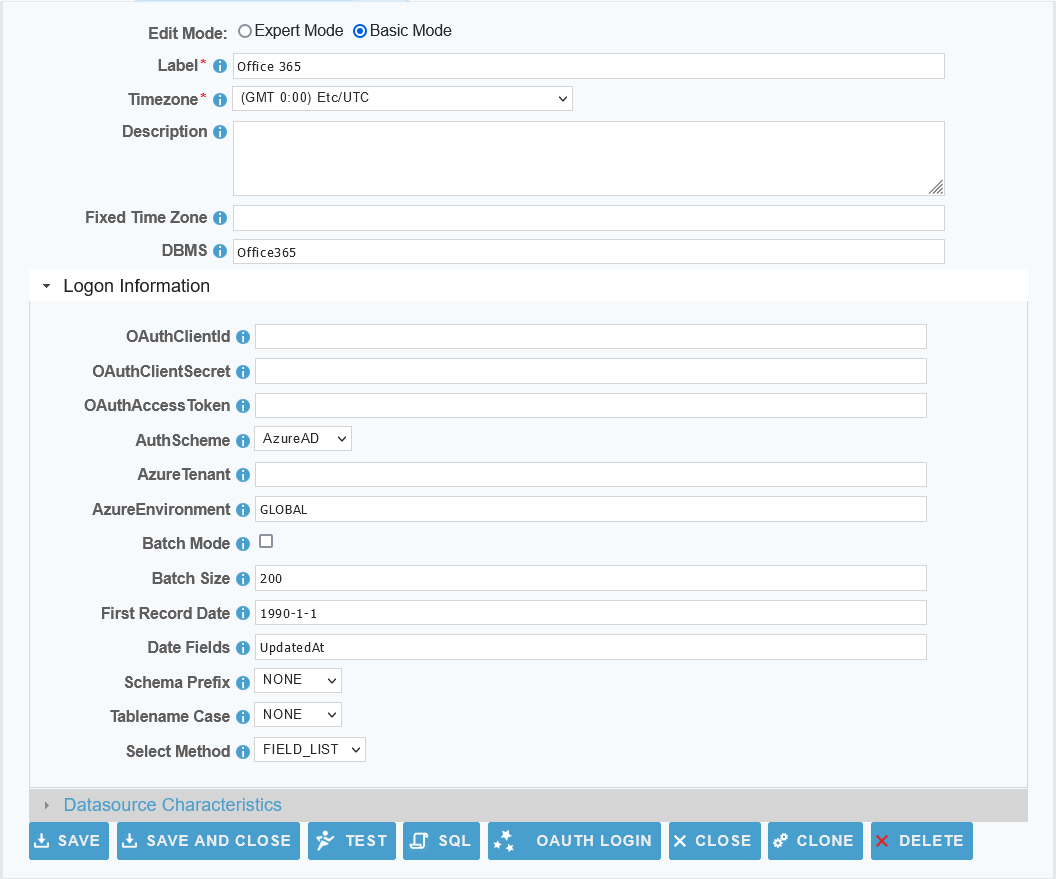 Edit Mode: Expert Mode Basic Mode
Label* Office 365
Timezone* (GMT 0:00) Etc/UTC
Description
Fixed Time Zone
DBMS Office365
Logon Information
OAuthClientId
OAuthClientSecret
OAuthAccessToken
AuthScheme AzureAD
AzureTenant
AzureEnvironment GLOBAL
Batch Mode
Batch Size 200
First Record Date 1990-1-1
Date Fields UpdatedAt
Schema Prefix NONE
Tablename Case NONE
Select Method FIELD_LIST
Datasource Characteristics
SAVE SAVE AND CLOSE TEST SQL OAUTH LOGIN CLOSE CLONE DELETE